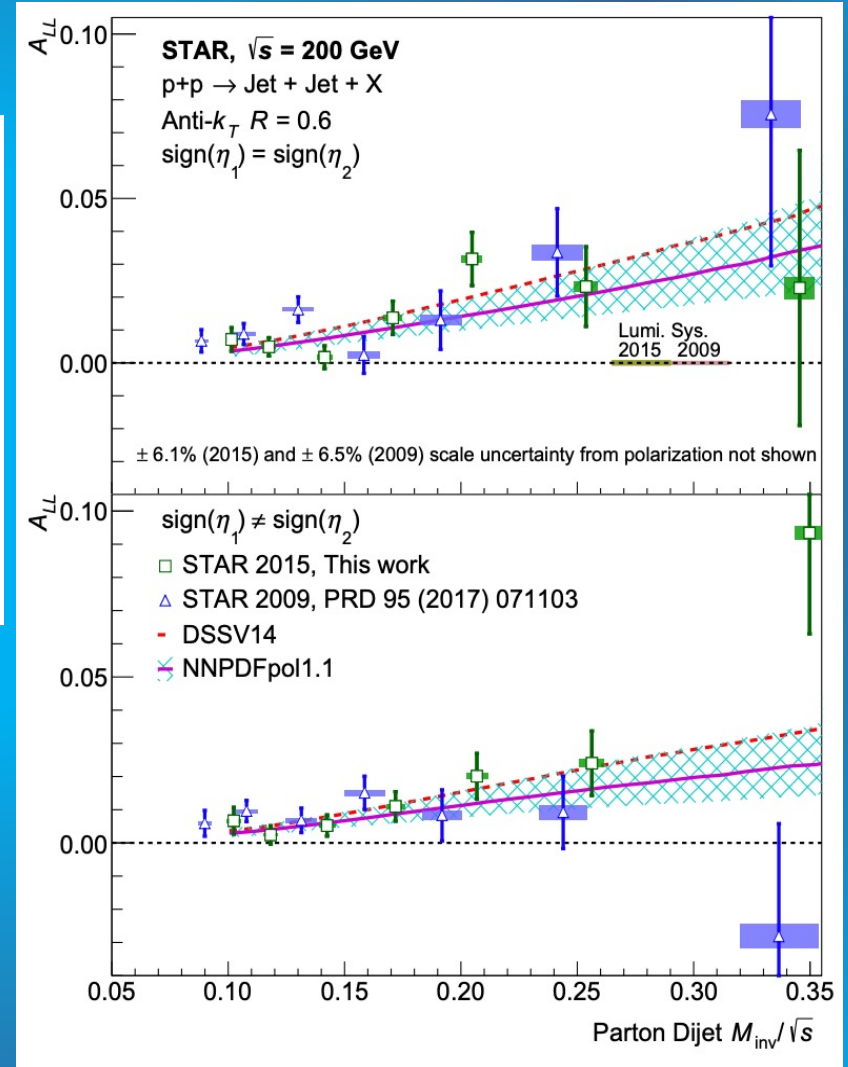 A_LL
0.10
STAR, √s = 200 GeV
p+p → Jet + Jet + X
Anti-k_T R = 0.6
sign(η_1) = sign(η_2)
0.05
Lumi. Sys.
2015 2009
0.00
± 6.1% (2015) and ± 6.5% (2009) scale uncertainty from polarization not shown
A_LL
0.10
sign(η_1) ≠ sign(η_2)
STAR 2015, This work
STAR 2009, PRD 95 (2017) 071103
DSSV14
NNPDFpol1.1
0.05
0.00
0.05 0.10 0.15 0.20 0.25 0.30 0.35
Parton Dijet M_inv/√s